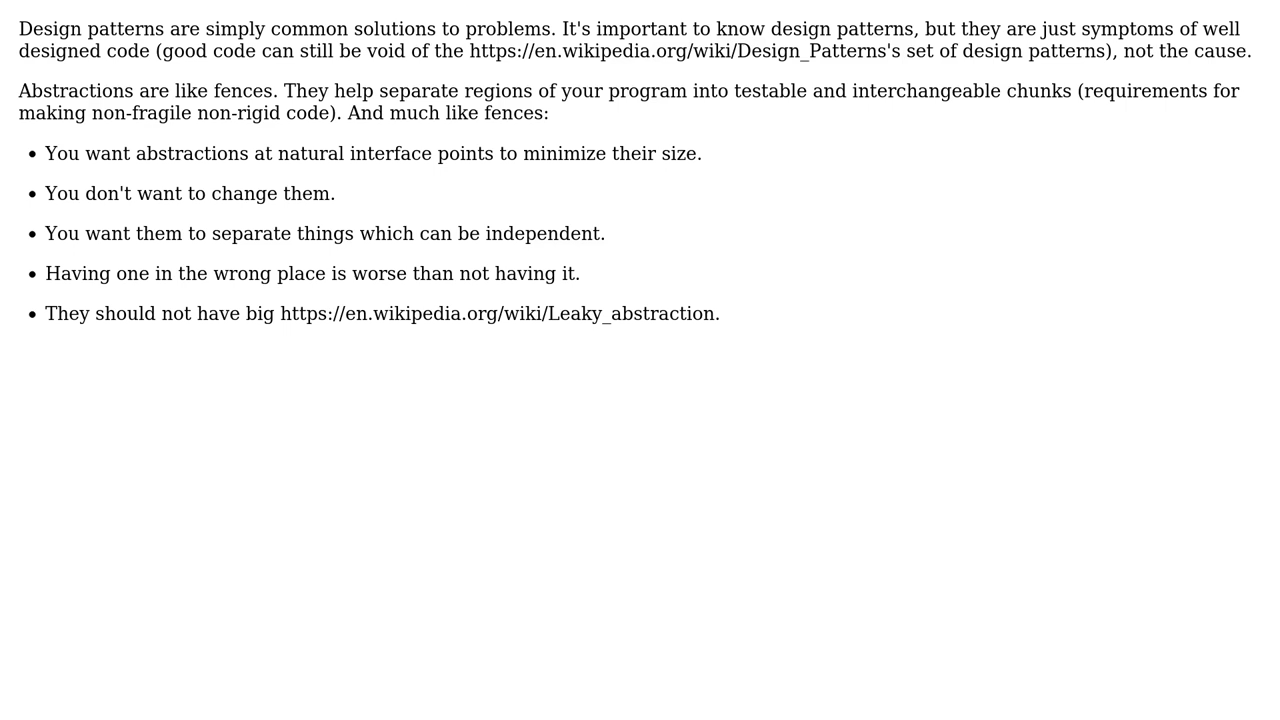 Design patterns are simply common solutions to problems. It's important to know design patterns, but they are just symptoms of well
designed code (good code can still be void of the https://en.wikipedia.org/wiki/Design_Patterns's set of design patterns), not the cause.
Abstractions are like fences. They help separate regions of your program into testable and interchangeable chunks (requirements for
making non-fragile non-rigid code). And much like fences:
• You want abstractions at natural interface points to minimize their size.
• You don't want to change them.
• You want them to separate things which can be independent.
• Having one in the wrong place is worse than not having it.
• They should not have big https://en.wikipedia.org/wiki/Leaky_abstraction.